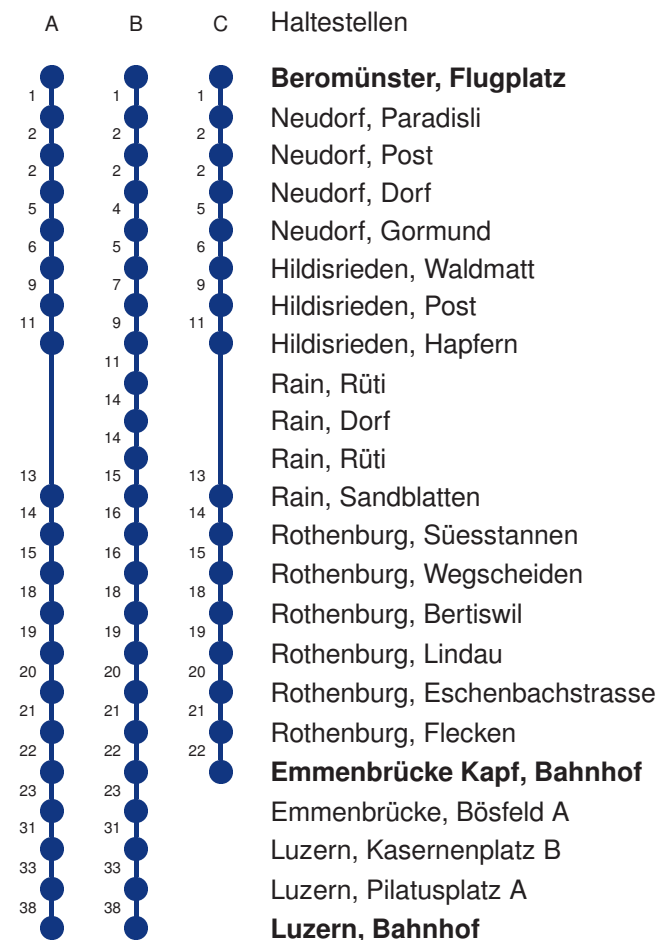 A B C Haltestellen
Beromünster, Flugplatz
1 1 1
Neudorf, Paradisli
2 2 2
Neudorf, Post
2 2 2
Neudorf, Dorf
5 4 5
Neudorf, Gormund
6 5 6
Hildisrieden, Waldmatt
9 7 9
Hildisrieden, Post
11 9 11
Hildisrieden, Hapfern
11
Rain, Rüti
14
Rain, Dorf
14
Rain, Rüti
13 15 13
Rain, Sandblatten
14 16 14
Rothenburg, Süesstannen
15 16 15
Rothenburg, Wegscheiden
18 18 18
Rothenburg, Bertiswil
19 19 19
Rothenburg, Lindau
20 20 20
Rothenburg, Eschenbachstrasse
21 21 21
Rothenburg, Flecken
22 22 22
Emmenbrücke Kapf, Bahnhof
23 23
Emmenbrücke, Bösfeld A
31 31
Luzern, Kasernenplatz B
33 33
Luzern, Pilatusplatz A
38 38
Luzern, Bahnhof